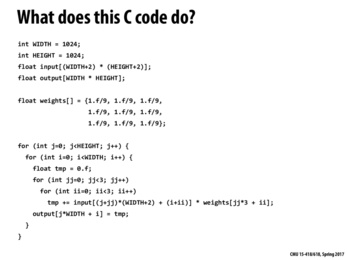 What does this C code do?
int WIDTH = 1024;
int HEIGHT = 1024;
float input[(WIDTH+2) * (HEIGHT+2)];
float output[WIDTH * HEIGHT];
float weights[] = {1.f/9, 1.f/9, 1.f/9,
1.f/9, 1.f/9, 1.f/9,
1.f/9, 1.f/9, 1.f/9};
for (int j=0; j<HEIGHT; j++) {
for (int i=0; i<WIDTH; i++) {
float tmp = 0.f;
for (int jj=0; jj<3; jj++)
for (int ii=0; ii<3; ii++)
tmp += input[(j+jj)*(WIDTH+2) + (i+ii)] * weights[jj*3 + ii];
output[j*WIDTH + i] = tmp;
}
}
CMU 15-418/618, Spring 2017